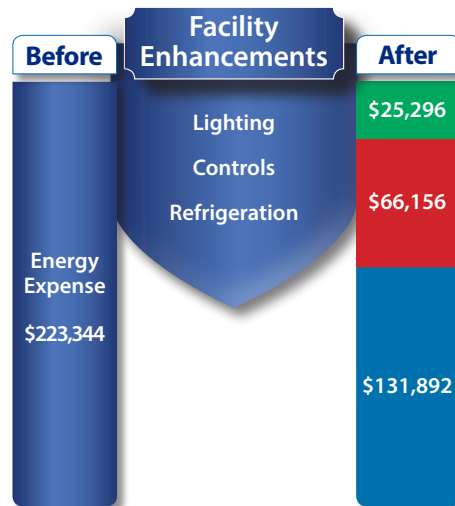 Before
Facility
Enhancements
After
Lighting
Controls
Refrigeration
Energy
Expense
$223,344
$25,296
$66,156
$131,892